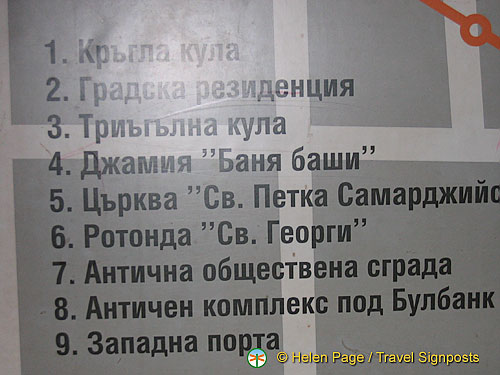 1. Кръгла кула
2. Градска резиденция
3. Триъгълна кула
4. Джамия "Баня баши"
5. Църква "Св. Петка Самарджийс
6. Ротонда "Св. Георги"
7. Антична обществена сграда
8. Античен комплекс под Булбанк
9. Западна порта
© Helen Page / Travel Signposts